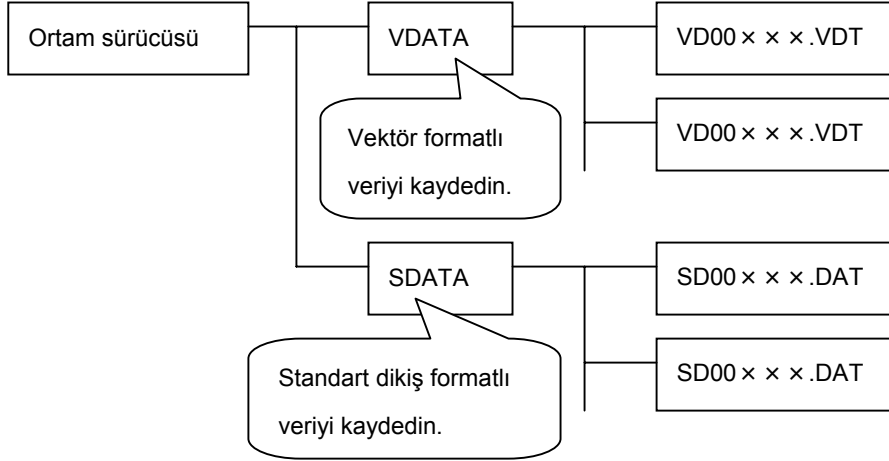 Ortam sürücüsü
VDATA
VD00×××.VDT
VD00×××.VDT
Vektör formatlı
veriyi kaydedin.
SDATA
SD00×××.DAT
SD00×××.DAT
Standart dikiş formatlı
veriyi kaydedin.